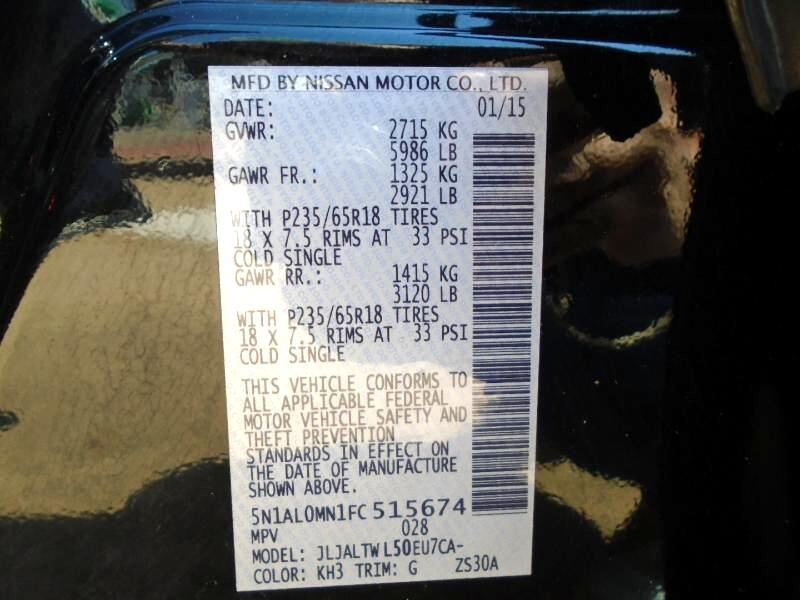 MFD BY NISSAN MOTOR CO., LTD.
DATE: 01/15
GVWR: 2715 KG
5986 LB
GAWR FR.: 1325 KG
2921 LB
WITH P235/65R18 TIRES
18 X 7.5 RIMS AT 33 PSI
COLD SINGLE
GAWR RR.: 1415 KG
3120 LB
WITH P235/65R18 TIRES
18 X 7.5 RIMS AT 33 PSI
COLD SINGLE
THIS VEHICLE CONFORMS TO
ALL APPLICABLE FEDERAL
MOTOR VEHICLE SAFETY AND
THEFT PREVENTION
STANDARDS IN EFFECT ON
THE DATE OF MANUFACTURE
SHOWN ABOVE.
5N1AL0MN1FC 515674
MPV 028
MODEL: JLJALTWL50EU7CA-
COLOR: KH3 TRIM: G ZS30A